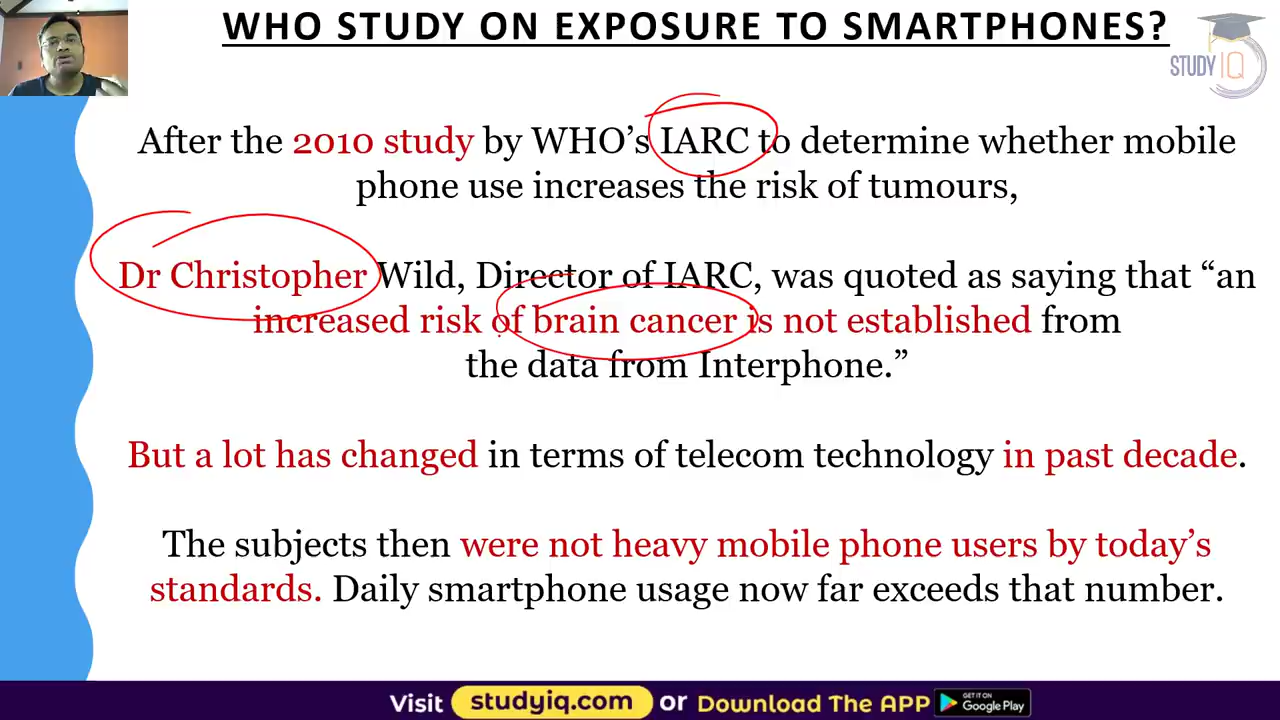 WHO STUDY ON EXPOSURE TO SMARTPHONES?
STUDY IQ
After the 2010 study by WHO’s IARC to determine whether mobile
phone use increases the risk of tumours,
Dr Christopher Wild, Director of IARC, was quoted as saying that “an
increased risk of brain cancer is not established from
the data from Interphone.”
But a lot has changed in terms of telecom technology in past decade.
The subjects then were not heavy mobile phone users by today’s
standards. Daily smartphone usage now far exceeds that number.
Visit studyiq.com or Download The APP GET IT ON Google Play